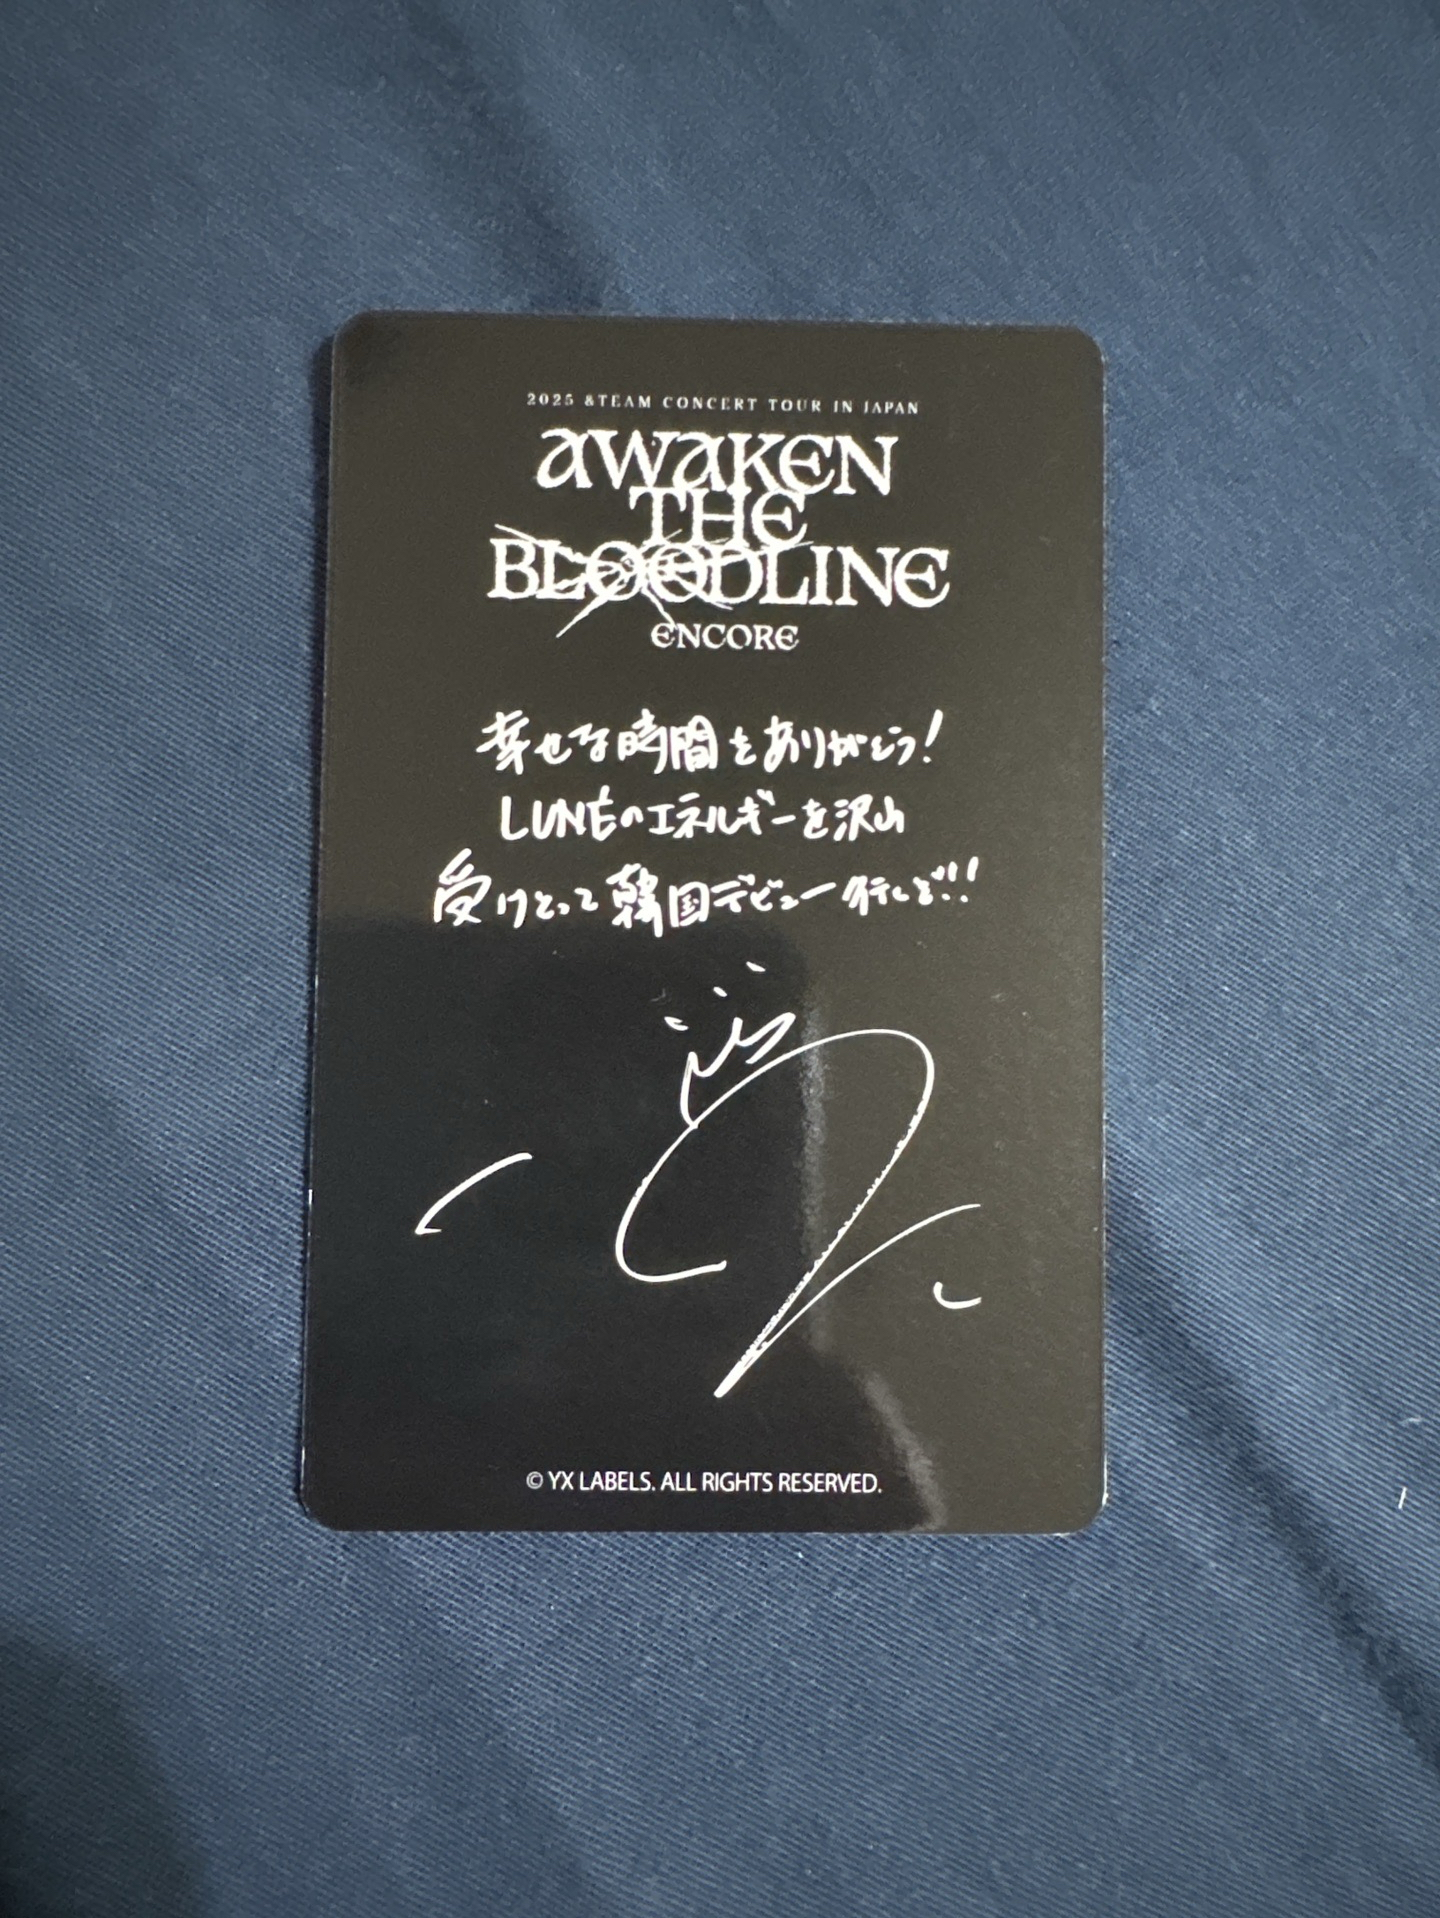 2025 &TEAM CONCERT TOUR IN JAPAN
AWAKEN
THE
BLOODLINE
ENCORE
幸せな時間をありがとう!
LUNEのエネルギーを沢山
受けとって韓国デビュー行くぞ!!!
© YX LABELS. ALL RIGHTS RESERVED.